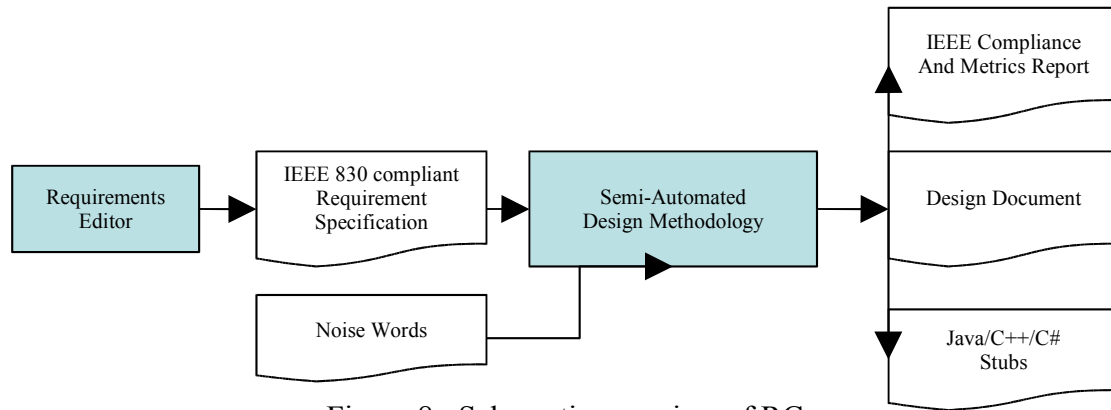 IEEE Compliance
And Metrics Report
Requirements
Editor
IEEE 830 compliant
Requirement
Specification
Semi-Automated
Design Methodology
Design Document
Noise Words
Java/C++/C#
Stubs